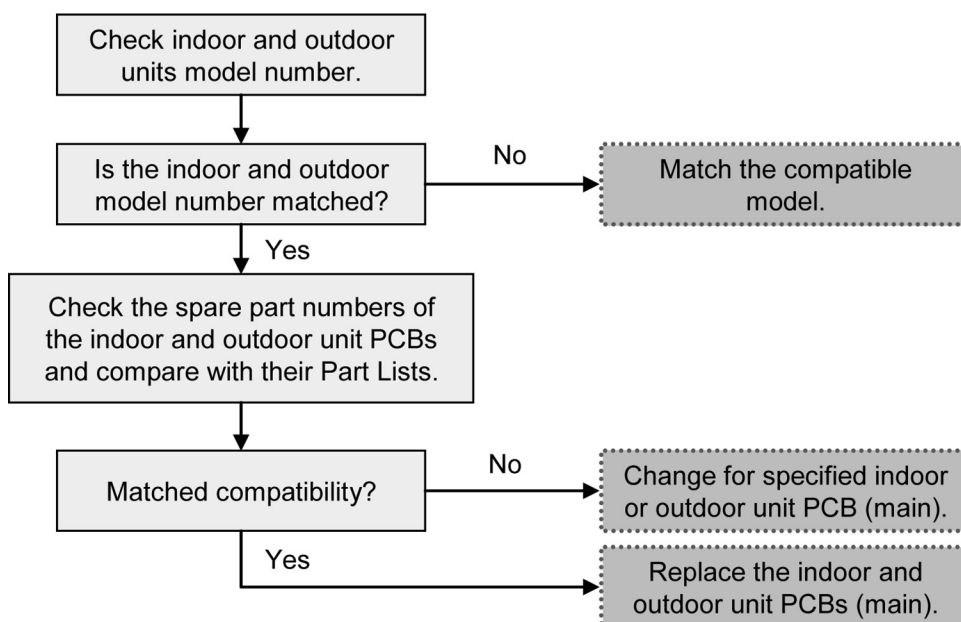 Check indoor and outdoor
units model number.
Is the indoor and outdoor
model number matched?
No
Match the compatible
model.
Yes
Check the spare part numbers of
the indoor and outdoor unit PCBs
and compare with their Part Lists.
Matched compatibility?
No
Change for specified indoor
or outdoor unit PCB (main).
Yes
Replace the indoor and
outdoor unit PCBs (main).